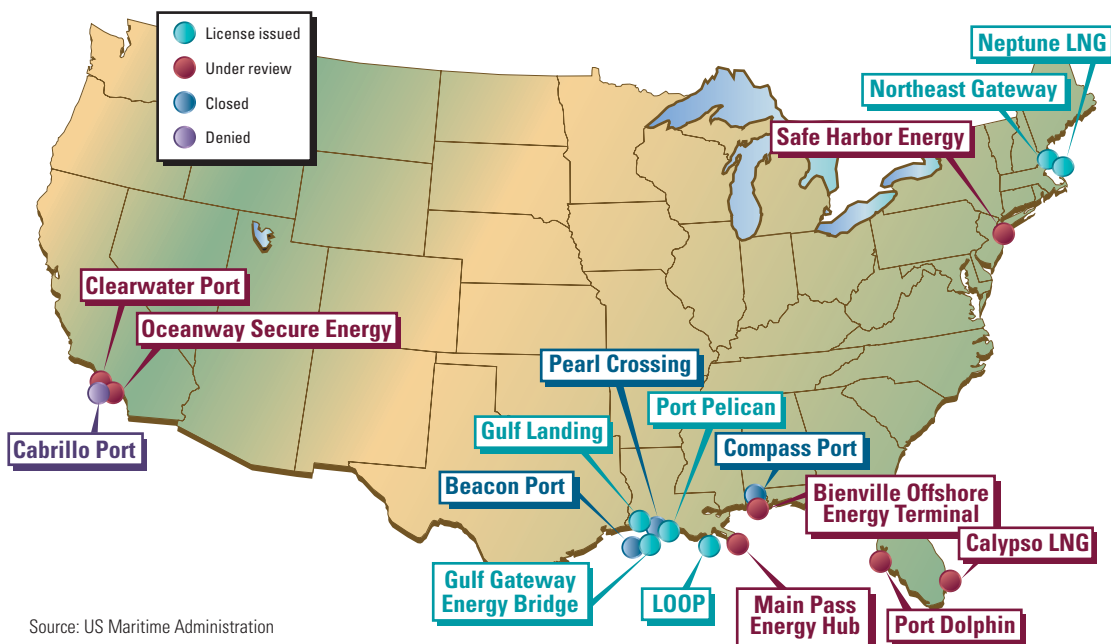 License issued
Under review
Closed
Denied
Neptune LNG
Northeast Gateway
Safe Harbor Energy
Clearwater Port
Oceanway Secure Energy
Cabrillo Port
Pearl Crossing
Port Pelican
Gulf Landing
Compass Port
Beacon Port
Bienville Offshore
Energy Terminal
Calypso LNG
Gulf Gateway
Energy Bridge
LOOP
Main Pass
Energy Hub
Port Dolphin
Source: US Maritime Administration